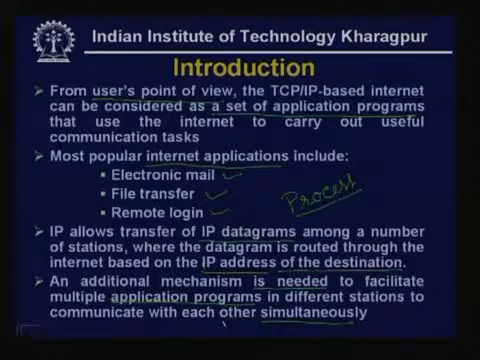 Indian Institute of Technology Kharagpur
Introduction
From user's point of view, the TCP/IP-based internet
can be considered as a set of application programs
that use the internet to carry out useful
communication tasks
Most popular internet applications include:
Electronic mail
File transfer
Remote login
Process
IP allows transfer of IP datagrams among a number
of stations, where the datagram is routed through the
internet based on the IP address of the destination.
An additional mechanism is needed to facilitate
multiple application programs in different stations to
communicate with each other simultaneously